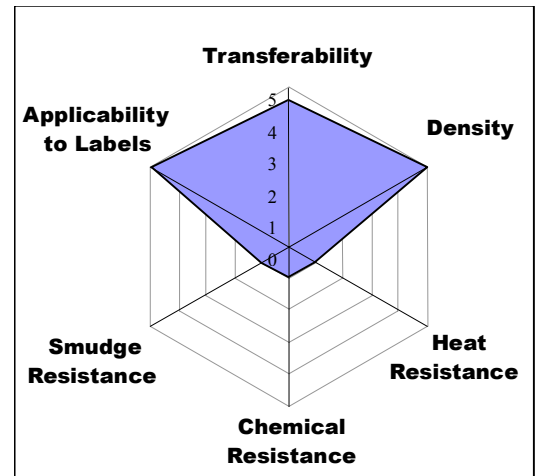 Transferability
Applicability
to Labels
Density
5
4
3
2
1
0
Smudge
Resistance
Heat
Resistance
Chemical
Resistance